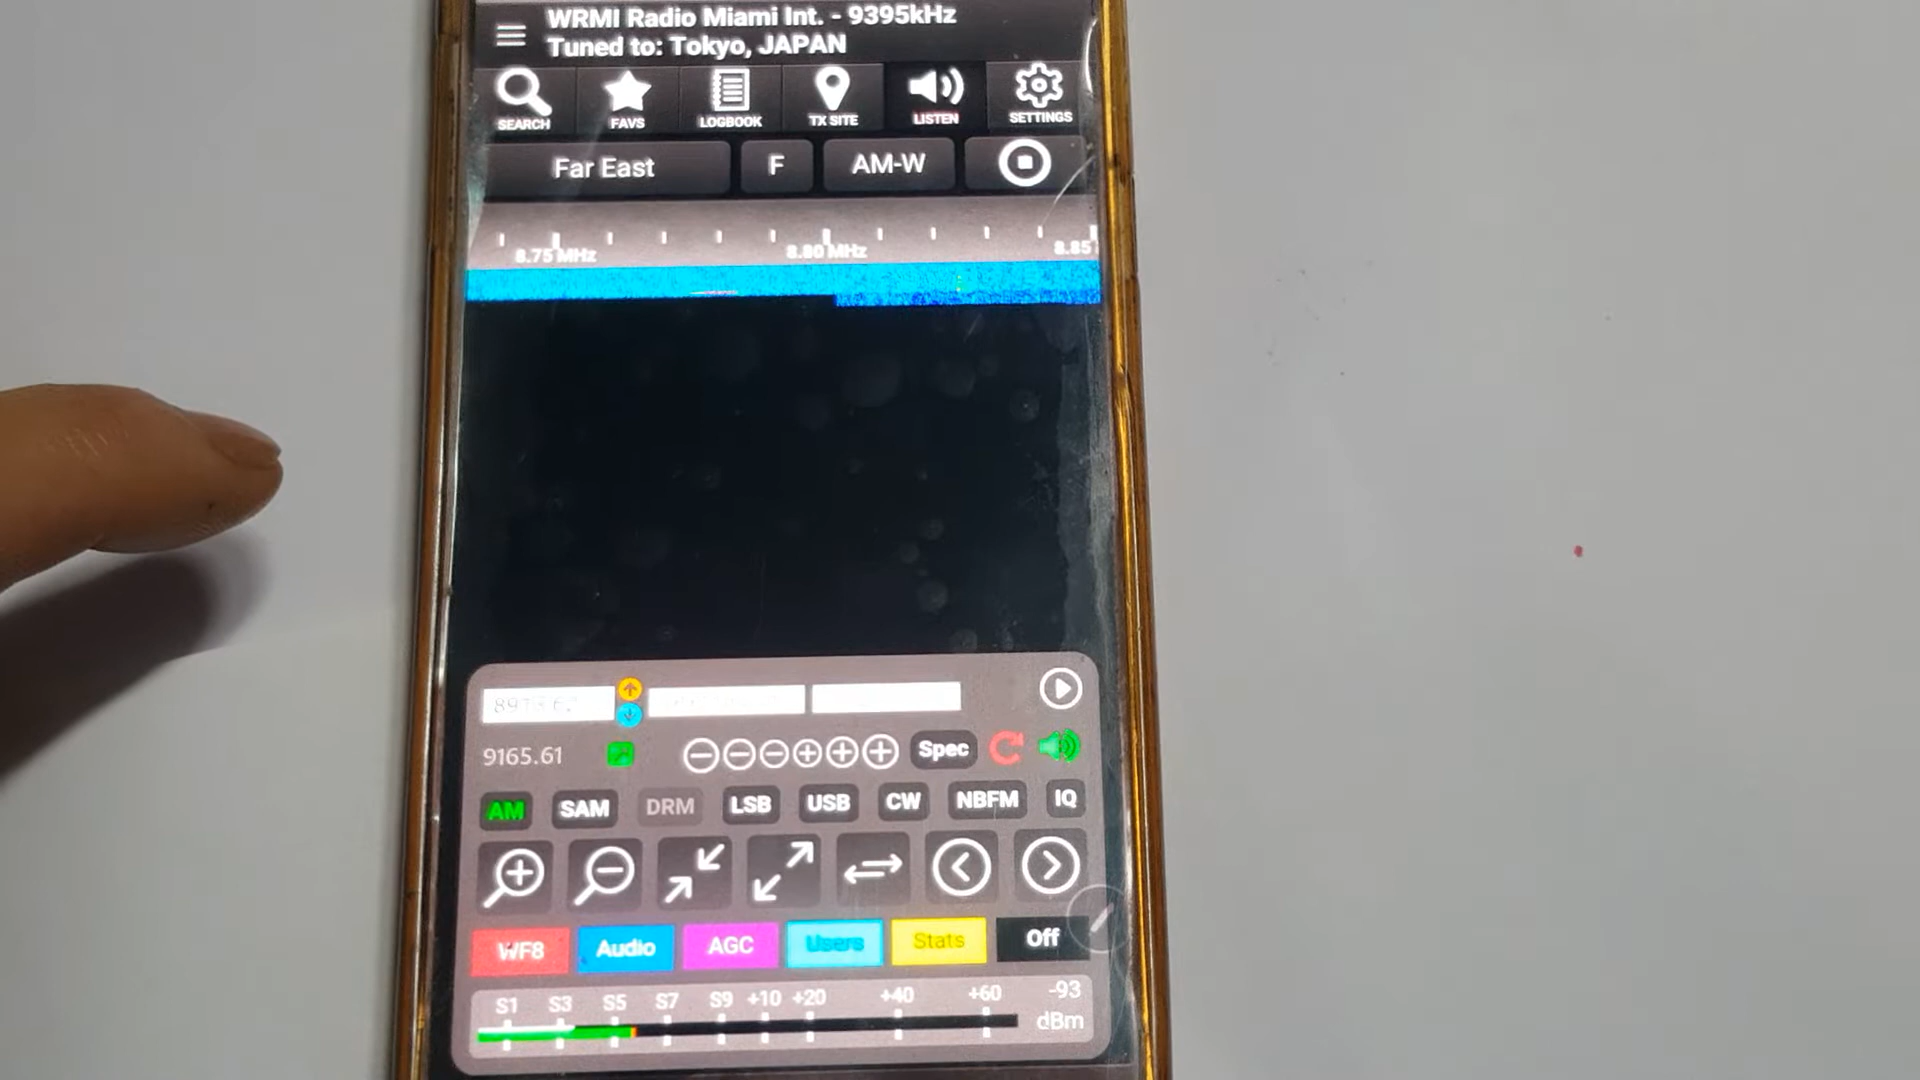 WRMI Radio Miami Int. - 9395kHz
Tuned to: Tokyo, JAPAN
SEARCH FAVS LOGBOOK TX SITE LISTEN SETTINGS
Far East F AM-W
8.75 MHz 8.80 MHz 8.85
9165.61 Spec
AM SAM DRM LSB USB CW NBFM IQ
WF8 Audio AGC Users Stats Off
S1 S3 S5 S7 S9 +10 +20 +40 +60 -93
dBm